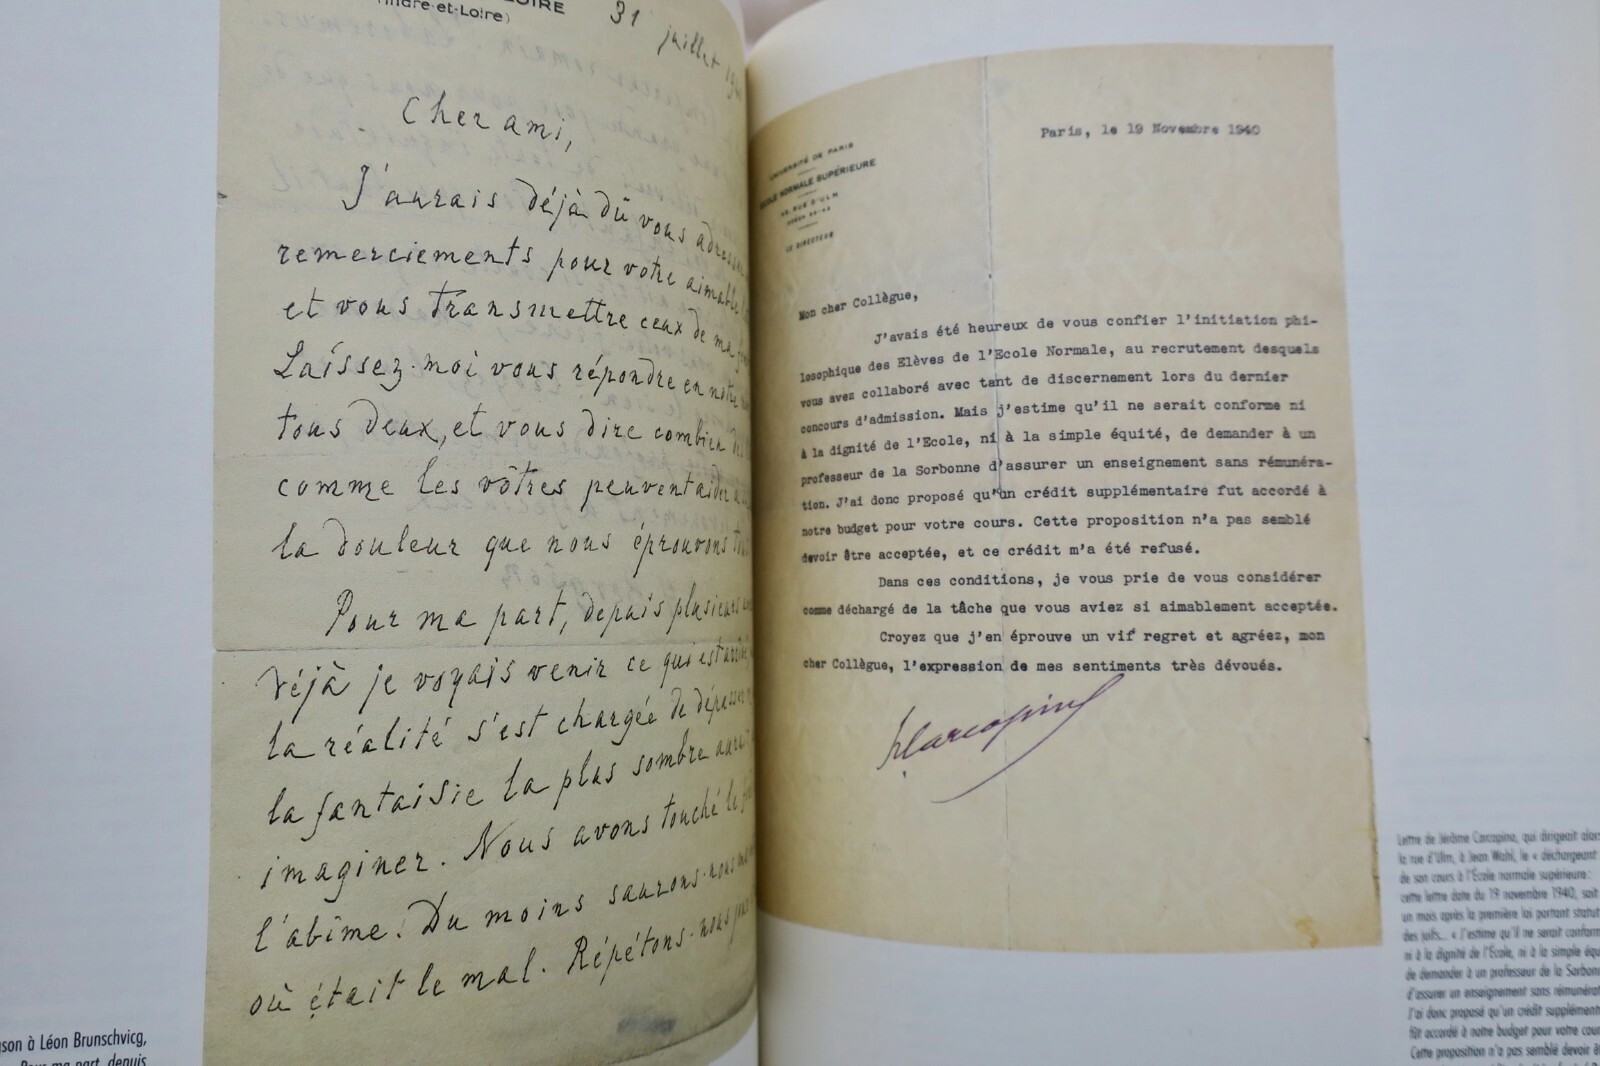 LOIRE
(Indre-et-Loire)
31 juillet
Cher ami,
J'aurais déjà dû vous adresser
remerciements pour votre aimable
et vous transmettre ceux de ma
Laissez-moi vous répondre en notre
tous deux, et vous dire combien
comme les vôtres peuvent aider
la douleur que nous éprouvons
Pour ma part, depuis plusieurs
déjà je voyais venir ce qui est
la réalité s'est chargée de dépasser
la fantaisie la plus sombre aurait
imaginer. Nous avons touché le
l'abîme. Du moins saurons-nous
où était le mal. Répétons-nous
gson à Léon Brunschvicg,
Pour ma part, depuis
UNIVERSITÉ DE PARIS
ECOLE NORMALE SUPÉRIEURE
45, RUE D'ULM
LE DIRECTEUR
Paris, le 19 Novembre 1940
Mon cher Collègue,
J'avais été heureux de vous confier l'initiation phi-
losophique des Elèves de l'Ecole Normale, au recrutement desquels
vous avez collaboré avec tant de discernement lors du dernier
concours d'admission. Mais j'estime qu'il ne serait conforme ni
à la dignité de l'Ecole, ni à la simple équité, de demander à un
professeur de la Sorbonne d'assurer un enseignement sans rémunéra-
tion. J'ai donc proposé qu'un crédit supplémentaire fut accordé à
notre budget pour votre cours. Cette proposition n'a pas semblé
devoir être acceptée, et ce crédit m'a été refusé.
Dans ces conditions, je vous prie de vous considérer
comme déchargé de la tâche que vous aviez si aimablement acceptée.
Croyez que j'en éprouve un vif regret et agréez, mon
cher Collègue, l'expression de mes sentiments très dévoués.
Carcopino
Lettre de Jérôme Carcopino, qui dirigeait alors
la rue d'Ulm, à Jean Wahl, le « déchargeant
de son cours à l'École normale supérieure :
cette lettre date du 19 novembre 1940, soit
un mois après la première loi portant statut
des juifs... « J'estime qu'il ne serait conform
ni à la dignité de l'École, ni à la simple équ
de demander à un professeur de la Sorbonn
d'assurer un enseignement sans rémunérat
J'ai donc proposé qu'un crédit supplément
fût accordé à notre budget pour votre cour
Cette proposition n'a pas semblé devoir êt